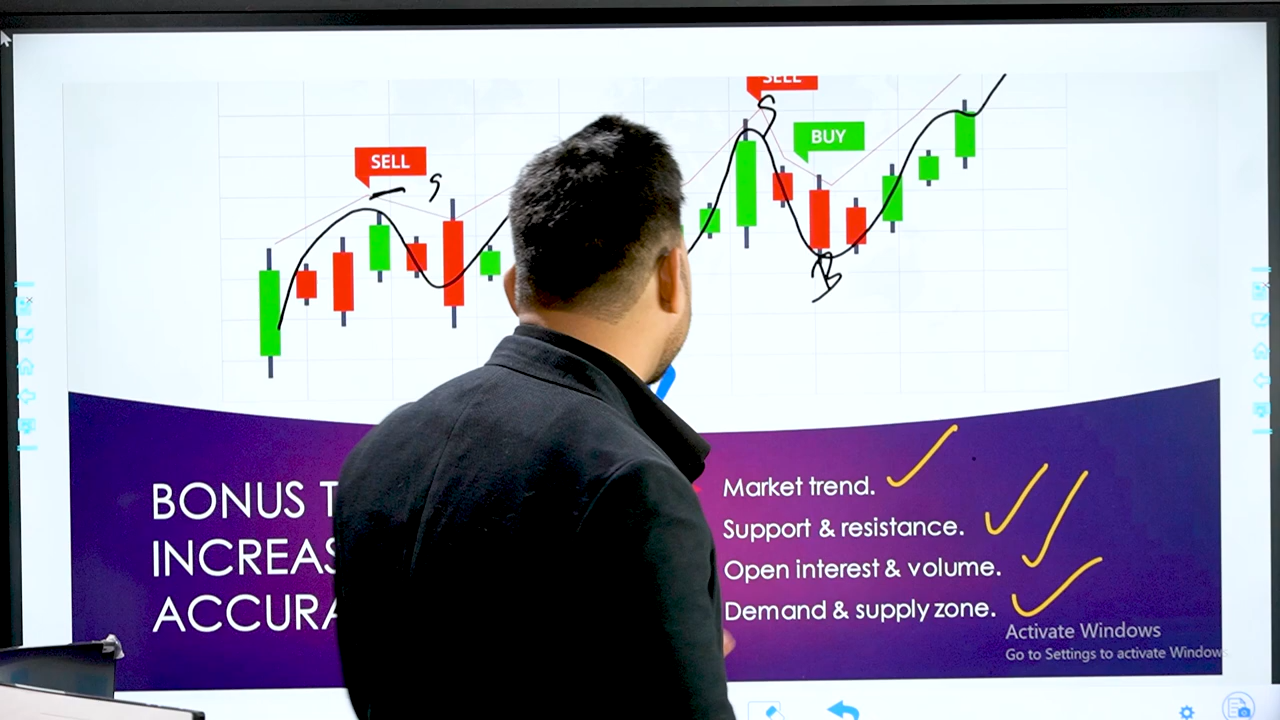 SELL
BUY
SELL
S
S
B
BONUS
INCREAS
ACCURA
Market trend.
Support & resistance.
Open interest & volume.
Demand & supply zone.
Activate Windows
Go to Settings to activate Windows